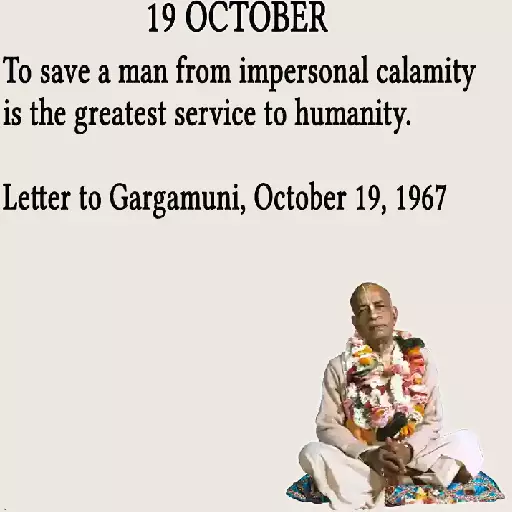 19 OCTOBER
To save a man from impersonal calamity
is the greatest service to humanity.
Letter to Gargamuni, October 19, 1967